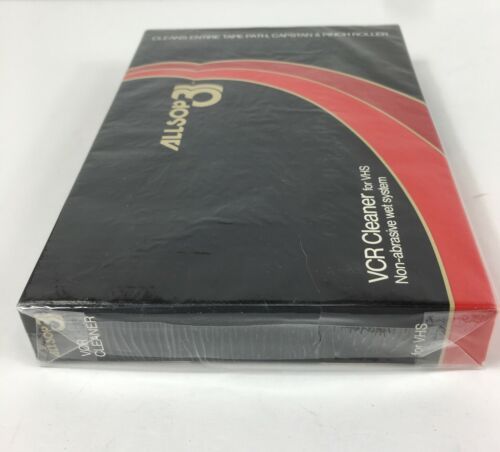 CLEANS ENTIRE TAPE PATH, CAPSTAN & PINCH ROLLER
ALLSOP 3
VCR Cleaner for VHS
Non-abrasive wet system
ALLSOP 3
VCR
CLEANER
for VHS